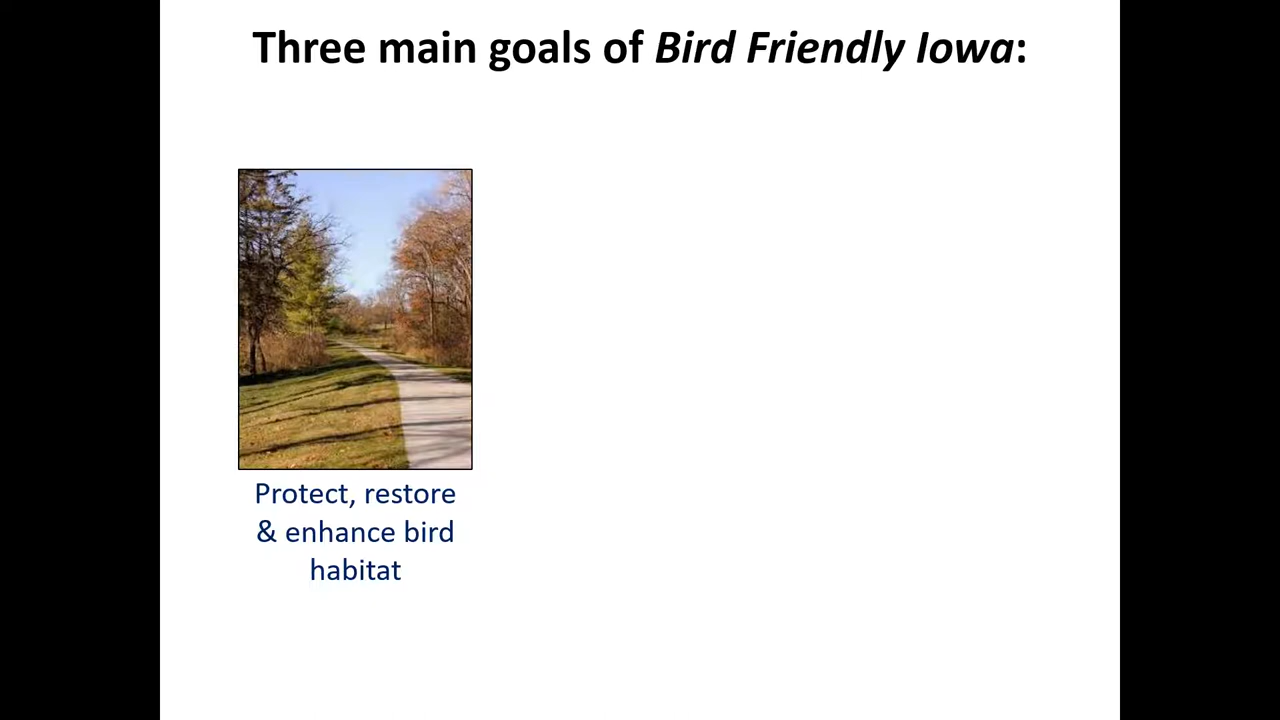 Three main goals of Bird Friendly Iowa:
Protect, restore
& enhance bird
habitat